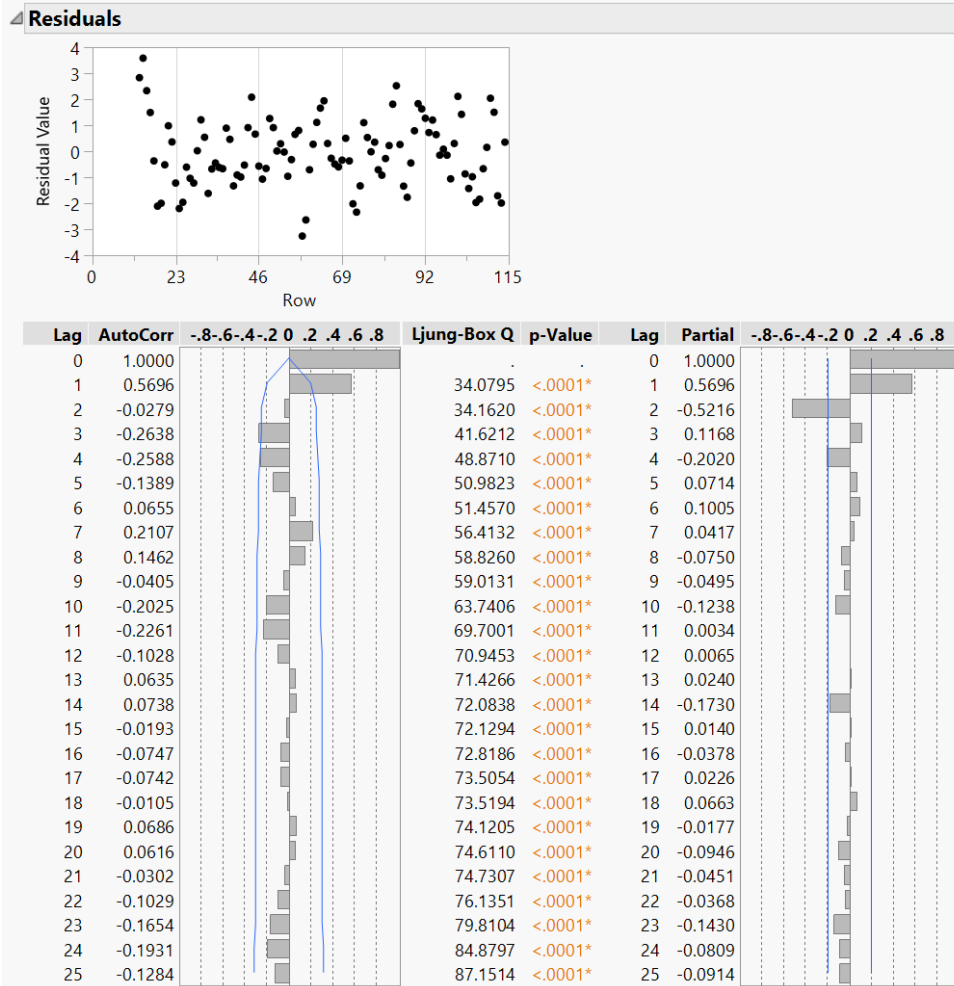 Residuals
4
3
2
1
0
-1
-2
-3
-4
Residual Value
0 23 46 69 92 115
Row
Lag AutoCorr -.8-.6-.4-.2 0 .2 .4 .6 .8 Ljung-Box Q p-Value Lag Partial -.8-.6-.4-.2 0 .2 .4 .6 .8
0 1.0000 . . 0 1.0000
1 0.5696 34.0795 <.0001* 1 0.5696
2 -0.0279 34.1620 <.0001* 2 -0.5216
3 -0.2638 41.6212 <.0001* 3 0.1168
4 -0.2588 48.8710 <.0001* 4 -0.2020
5 -0.1389 50.9823 <.0001* 5 0.0714
6 0.0655 51.4570 <.0001* 6 0.1005
7 0.2107 56.4132 <.0001* 7 0.0417
8 0.1462 58.8260 <.0001* 8 -0.0750
9 -0.0405 59.0131 <.0001* 9 -0.0495
10 -0.2025 63.7406 <.0001* 10 -0.1238
11 -0.2261 69.7001 <.0001* 11 0.0034
12 -0.1028 70.9453 <.0001* 12 0.0065
13 0.0635 71.4266 <.0001* 13 0.0240
14 0.0738 72.0838 <.0001* 14 -0.1730
15 -0.0193 72.1294 <.0001* 15 0.0140
16 -0.0747 72.8186 <.0001* 16 -0.0378
17 -0.0742 73.5054 <.0001* 17 0.0226
18 -0.0105 73.5194 <.0001* 18 0.0663
19 0.0686 74.1205 <.0001* 19 -0.0177
20 0.0616 74.6110 <.0001* 20 -0.0946
21 -0.0302 74.7307 <.0001* 21 -0.0451
22 -0.1029 76.1351 <.0001* 22 -0.0368
23 -0.1654 79.8104 <.0001* 23 -0.1430
24 -0.1931 84.8797 <.0001* 24 -0.0809
25 -0.1284 87.1514 <.0001* 25 -0.0914